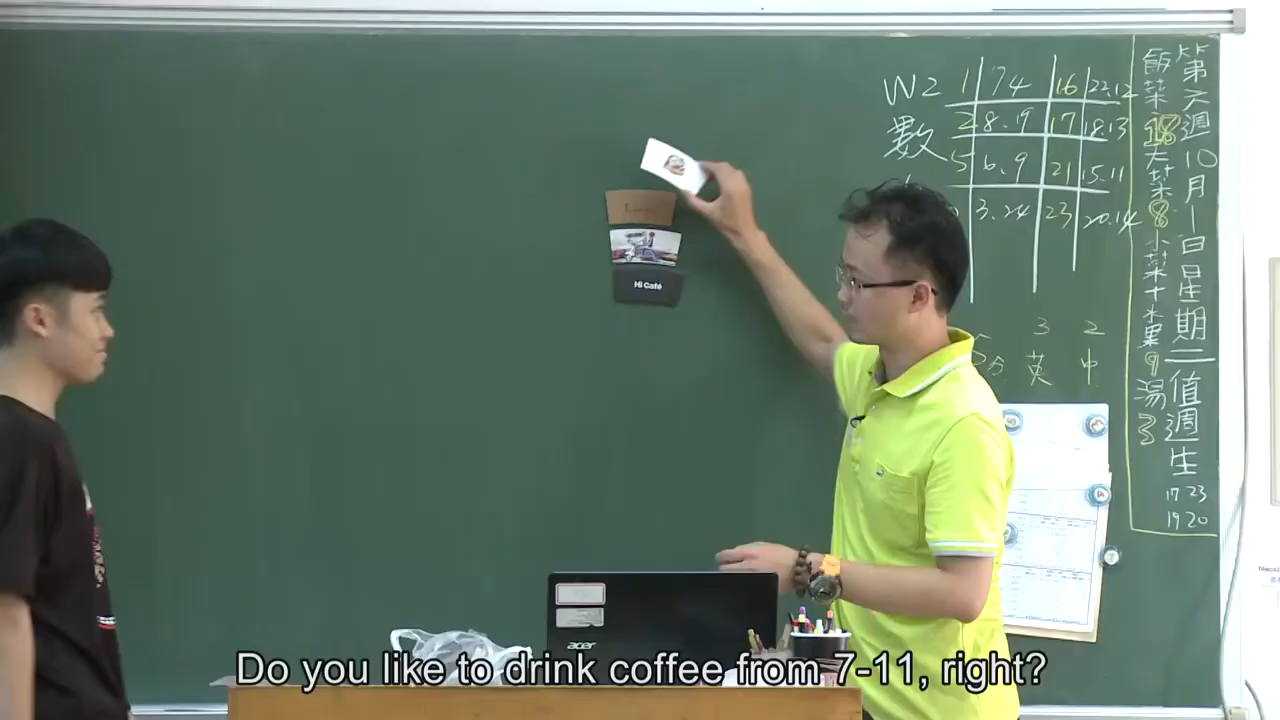 W2 1 7 4 16 22.12
數 2 8.19 17 18.13
5 6、9 21 15.11
3.24 23 20.14
3 2
英 中
第六週10月1日星期二值週生
17 23
19 20
飯菜
大菜8小菜十水果9湯3
Hi Café
acer
Do you like to drink coffee from 7-11, right?